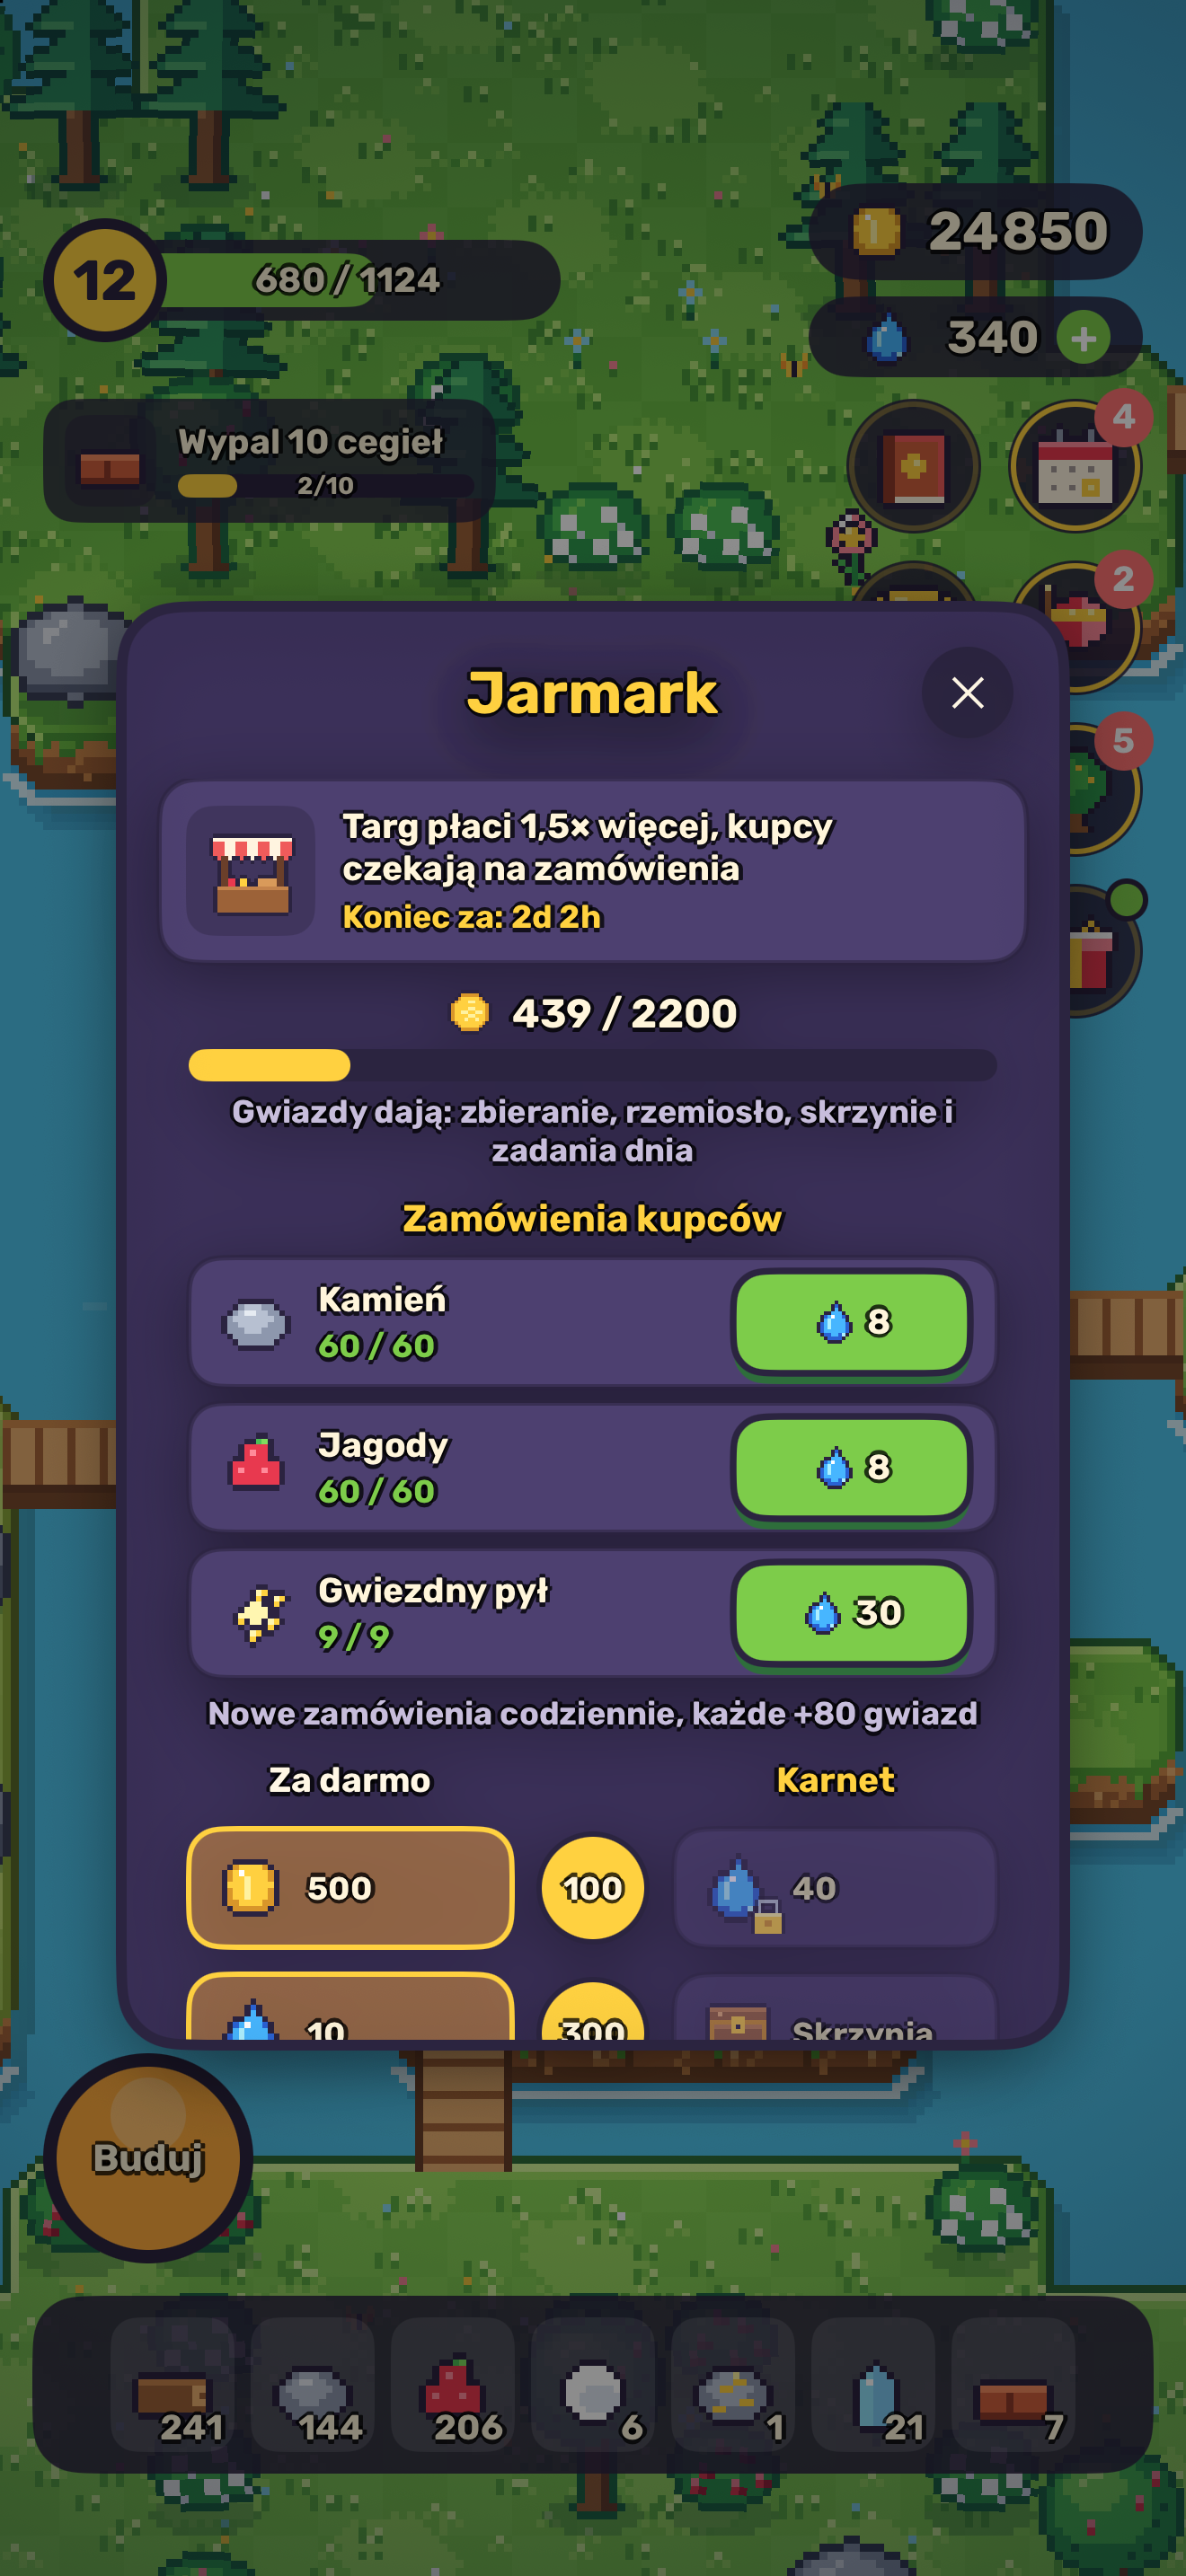 24850
12
680 / 1124
340
+
4
Wypal 10 cegieł
2/10
2
Jarmark
5
Targ płaci 1,5× więcej, kupcy
czekają na zamówienia
Koniec za: 2d 2h
439 / 2200
Gwiazdy dają: zbieranie, rzemiosło, skrzynie i
zadania dnia
Zamówienia kupców
Kamień
60 / 60
8
Jagody
60 / 60
8
Gwiezdny pył
9 / 9
30
Nowe zamówienia codziennie, każde +80 gwiazd
Za darmo
Karnet
500
100
40
10
300
Skrzynia
Buduj
241
144
206
6
1
21
7